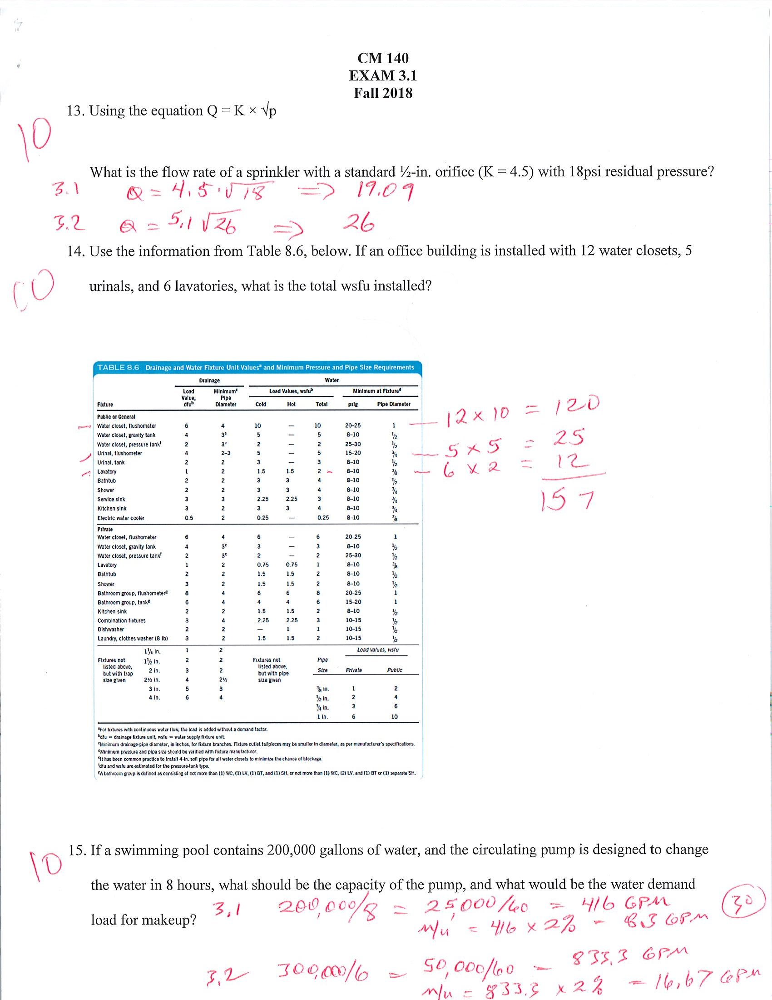 CM 140
EXAM 3.1
Fall 2018
13. Using the equation Q = K × √p
10
What is the flow rate of a sprinkler with a standard ½-in. orifice (K = 4.5) with 18psi residual pressure?
3.1 Q = 4.5 · √18 => 19.09
3.2 Q = 5.1 √26 => 26
14. Use the information from Table 8.6, below. If an office building is installed with 12 water closets, 5
10
urinals, and 6 lavatories, what is the total wsfu installed?
TABLE 8.6 Drainage and Water Fixture Unit Valuesª and Minimum Pressure and Pipe Size Requirements
Drainage Water
Load Value, dfuᵇ Minimumᶜ Pipe Diameter Load Values, wsfuᵇ Minimum at Fixtureᵈ
Fixture Cold Hot Total psig Pipe Diameter
Public or General
Water closet, flushometer 6 4 10 — 10 20–25 1
Water closet, gravity tank 4 3ᵉ 5 — 5 8–10 ½
Water closet, pressure tankᶠ 2 3ᵉ 2 — 2 25–30 ½
Urinal, flushometer 4 2–3 5 — 5 15–20 ¾
Urinal, tank 2 2 3 — 3 8–10 ½
Lavatory 1 2 1.5 1.5 2 8–10 ⅜
Bathtub 2 2 3 3 4 8–10 ½
Shower 2 2 3 3 4 8–10 ¾
Service sink 3 3 2.25 2.25 3 8–10 ¾
Kitchen sink 3 2 3 3 4 8–10 ¾
Electric water cooler 0.5 2 0.25 — 0.25 8–10 ⅜
12 x 10 = 120
5 x 5 = 25
6 x 2 = 12
157
Private
Water closet, flushometer 6 4 6 — 6 20–25 1
Water closet, gravity tank 4 3ᵉ 3 — 3 8–10 ½
Water closet, pressure tankᶠ 2 3ᵉ 2 — 2 25–30 ½
Lavatory 1 2 0.75 0.75 1 8–10 ⅜
Bathtub 2 2 1.5 1.5 2 8–10 ½
Shower 3 2 1.5 1.5 2 8–10 ½
Bathroom group, flushometerᵍ 8 4 6 6 8 20–25 1
Bathroom group, tankᵍ 6 4 4 4 6 15–20 1
Kitchen sink 2 2 1.5 1.5 2 8–10 ½
Combination fixtures 3 4 2.25 2.25 3 10–15 ½
Dishwasher 2 2 — 1 1 10–15 ½
Laundry, clothes washer (8 lb) 3 2 1.5 1.5 2 10–15 ½
Fixtures not listed above, but with trap size given
1¼ in. 1 2
1½ in. 2 2
2 in. 3 2
2½ in. 4 2½
3 in. 5 3
4 in. 6 4
Fixtures not listed above, but with pipe size given
Load values, wsfu
Pipe Size Private Public
⅜ in. 1 2
½ in. 2 4
¾ in. 3 6
1 in. 6 10
ªFor fixtures with continuous water flow, the load is added without a demand factor.
ᵇdfu = drainage fixture unit; wsfu = water supply fixture unit.
ᶜMinimum drainage-pipe diameter, in inches, for fixture branches. Fixture outlet tailpieces may be smaller in diameter, as per manufacturer's specifications.
ᵈMinimum pressure and pipe size should be verified with fixture manufacturer.
ᵉIt has been common practice to install 4-in. soil pipe for all water closets to minimize the chance of blockage.
ᶠdfu and wsfu are estimated for the pressure-tank type.
ᵍA bathroom group is defined as consisting of not more than (1) WC, (1) LV, (1) BT, and (1) SH, or not more than (1) WC, (2) LV, and (1) BT or (1) separate SH.
15. If a swimming pool contains 200,000 gallons of water, and the circulating pump is designed to change
10
the water in 8 hours, what should be the capacity of the pump, and what would be the water demand
load for makeup?
3.1 200,000/8 = 25,000/60 = 416 GPM
30
m/u = 416 x 2% - 8.3 GPM
3.2 300,000/6 = 50,000/60 - 833.3 GPM
m/u = 833.3 x 2% = 16.67 GPM